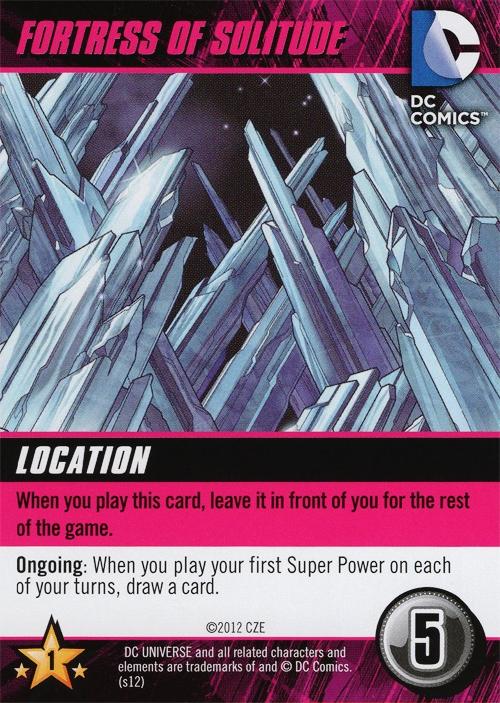 FORTRESS OF SOLITUDE
DC
COMICS™
LOCATION
When you play this card, leave it in front of you for the rest
of the game.
Ongoing: When you play your first Super Power on each
of your turns, draw a card.
©2012 CZE
1
DC UNIVERSE and all related characters and
elements are trademarks of and © DC Comics.
(s12)
5